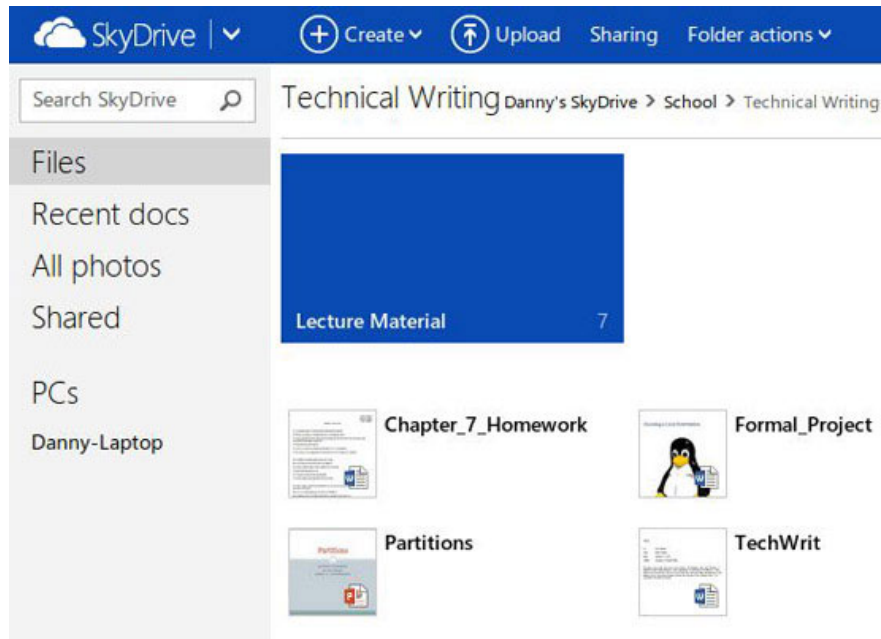 SkyDrive
Create
Upload
Sharing
Folder actions
Search SkyDrive
Technical Writing
Danny's SkyDrive > School > Technical Writing
Files
Recent docs
All photos
Shared
PCs
Danny-Laptop
Lecture Material 7
Chapter_7_Homework
Formal_Project
Partitions
Partitions
TechWrit